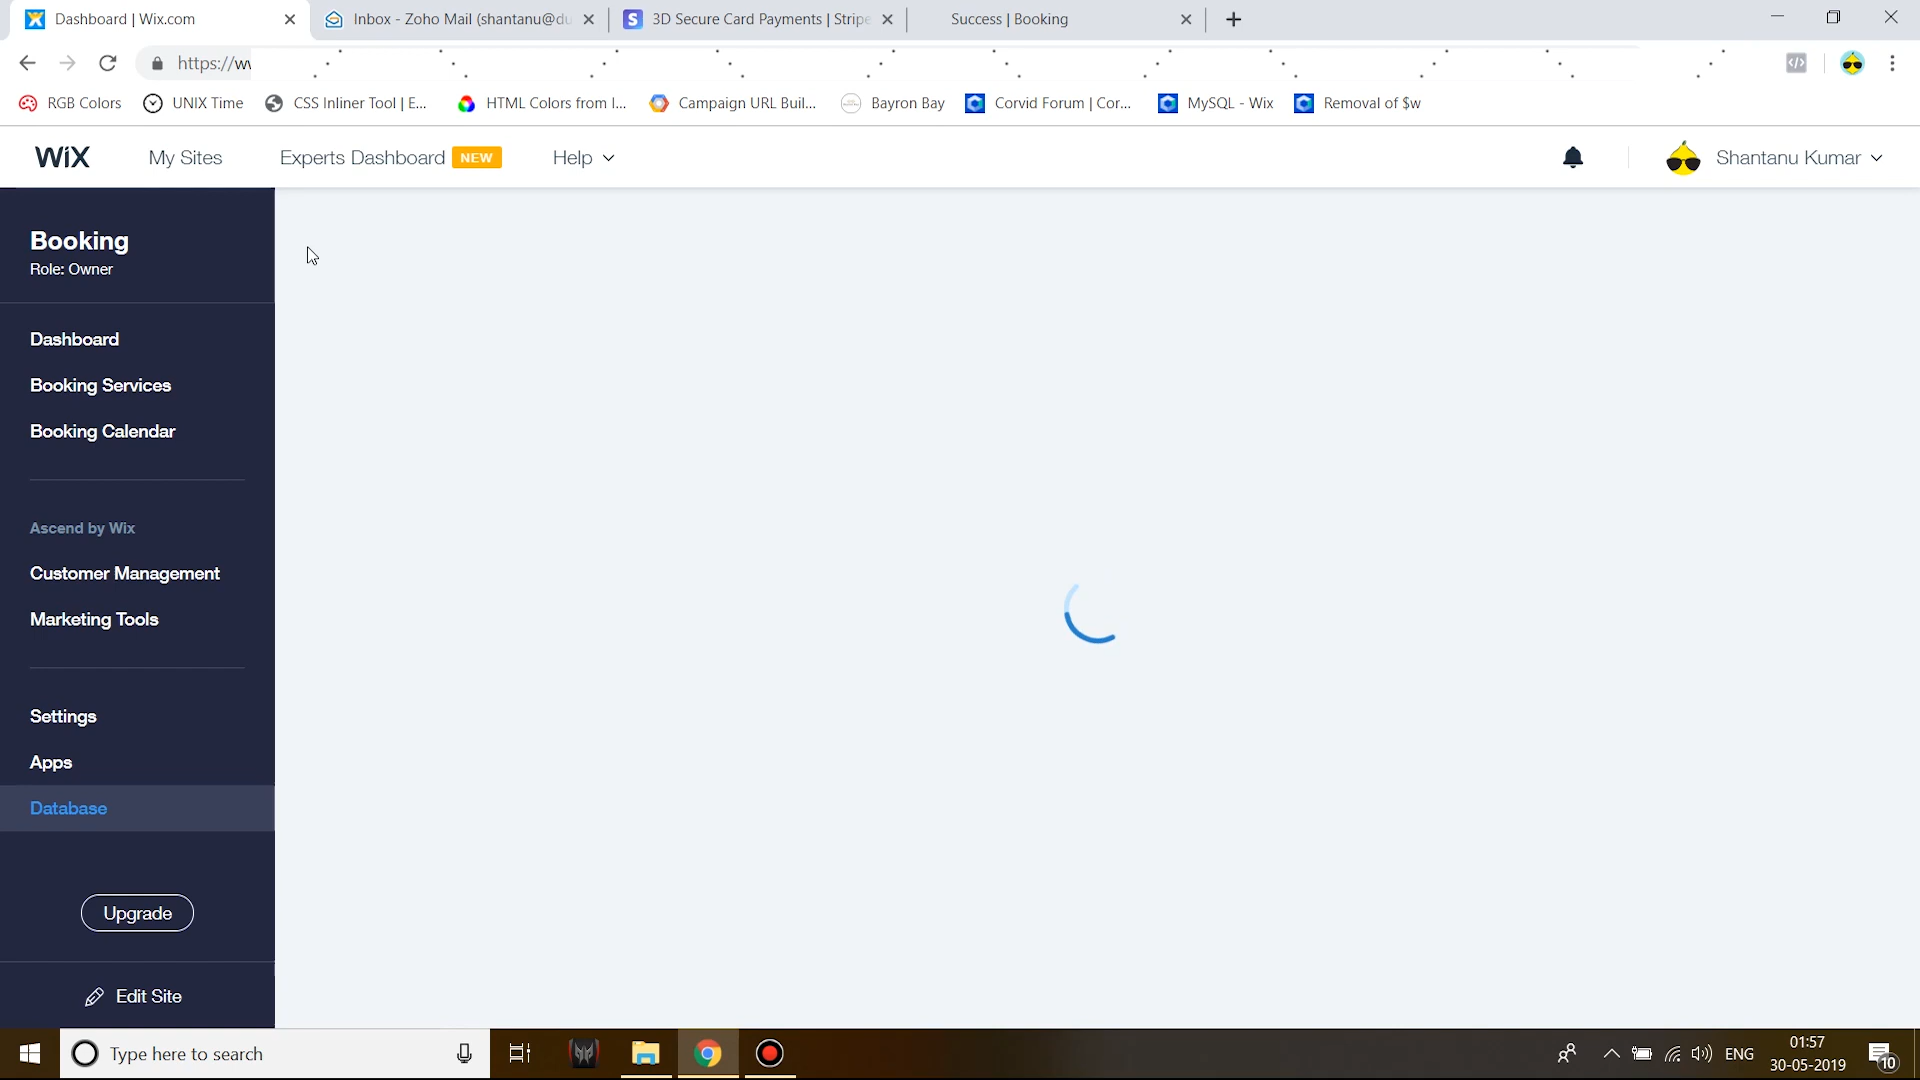 Dashboard | Wix.com
Inbox - Zoho Mail (shantanu@du
3D Secure Card Payments | Stripe
Success | Booking
https://w
RGB Colors
UNIX Time
CSS Inliner Tool | E...
HTML Colors from I...
Campaign URL Buil...
Bayron Bay
Corvid Forum | Cor...
MySQL - Wix
Removal of $w
WiX
My Sites
Experts Dashboard NEW
Help
Shantanu Kumar
Booking
Role: Owner
Dashboard
Booking Services
Booking Calendar
Ascend by Wix
Customer Management
Marketing Tools
Settings
Apps
Database
Upgrade
Edit Site
Type here to search
ENG
01:57
30-05-2019
10